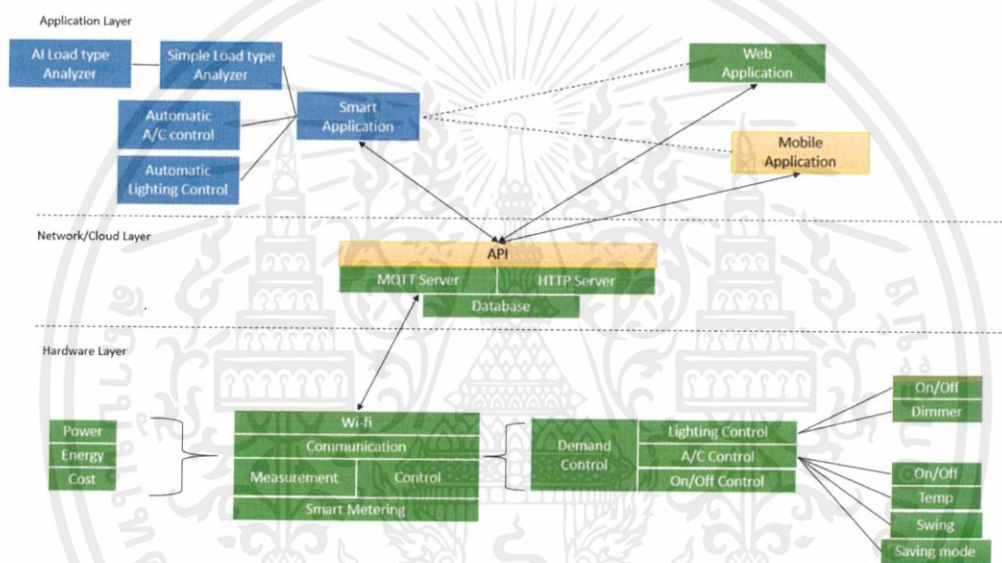 Application Layer
AI Load type
Analyzer
Simple Load type
Analyzer
Automatic
A/C control
Automatic
Lighting Control
Smart
Application
Web
Application
Mobile
Application
Network/Cloud Layer
API
MQTT Server
HTTP Server
Database
Hardware Layer
Power
Energy
Cost
Wi-fi
Communication
Measurement
Control
Smart Metering
Demand
Control
Lighting Control
A/C Control
On/Off Control
On/Off
Dimmer
On/Off
Temp
Swing
Saving mode